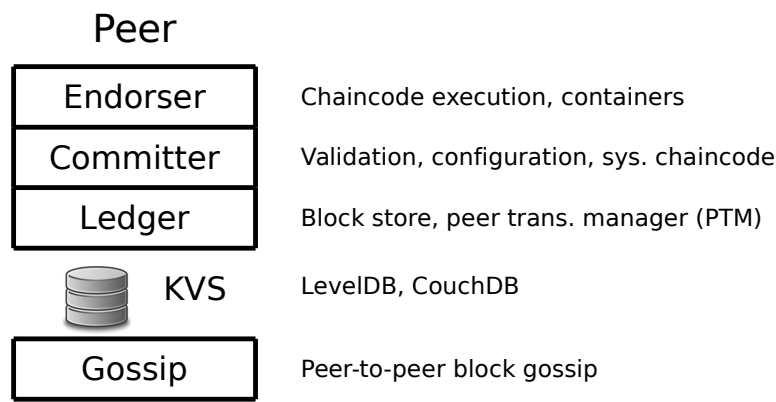 Peer
Endorser Chaincode execution, containers
Committer Validation, configuration, sys. chaincode
Ledger Block store, peer trans. manager (PTM)
KVS LevelDB, CouchDB
Gossip Peer-to-peer block gossip